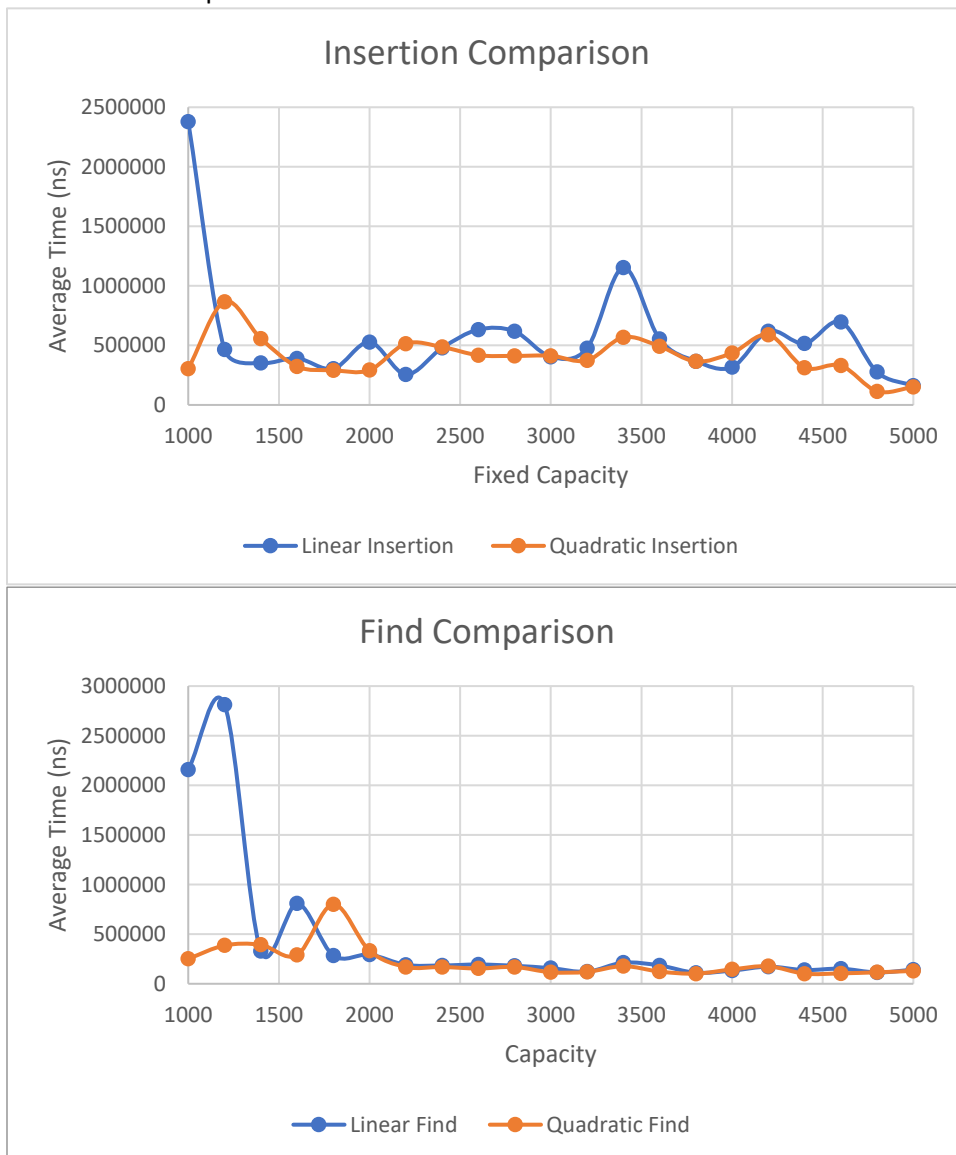 Insertion Comparison
2500000
2000000
1500000
1000000
500000
0
Average Time (ns)
1000 1500 2000 2500 3000 3500 4000 4500 5000
Fixed Capacity
Linear Insertion Quadratic Insertion
Find Comparison
3000000
2500000
2000000
1500000
1000000
500000
0
Average Time (ns)
1000 1500 2000 2500 3000 3500 4000 4500 5000
Capacity
Linear Find Quadratic Find